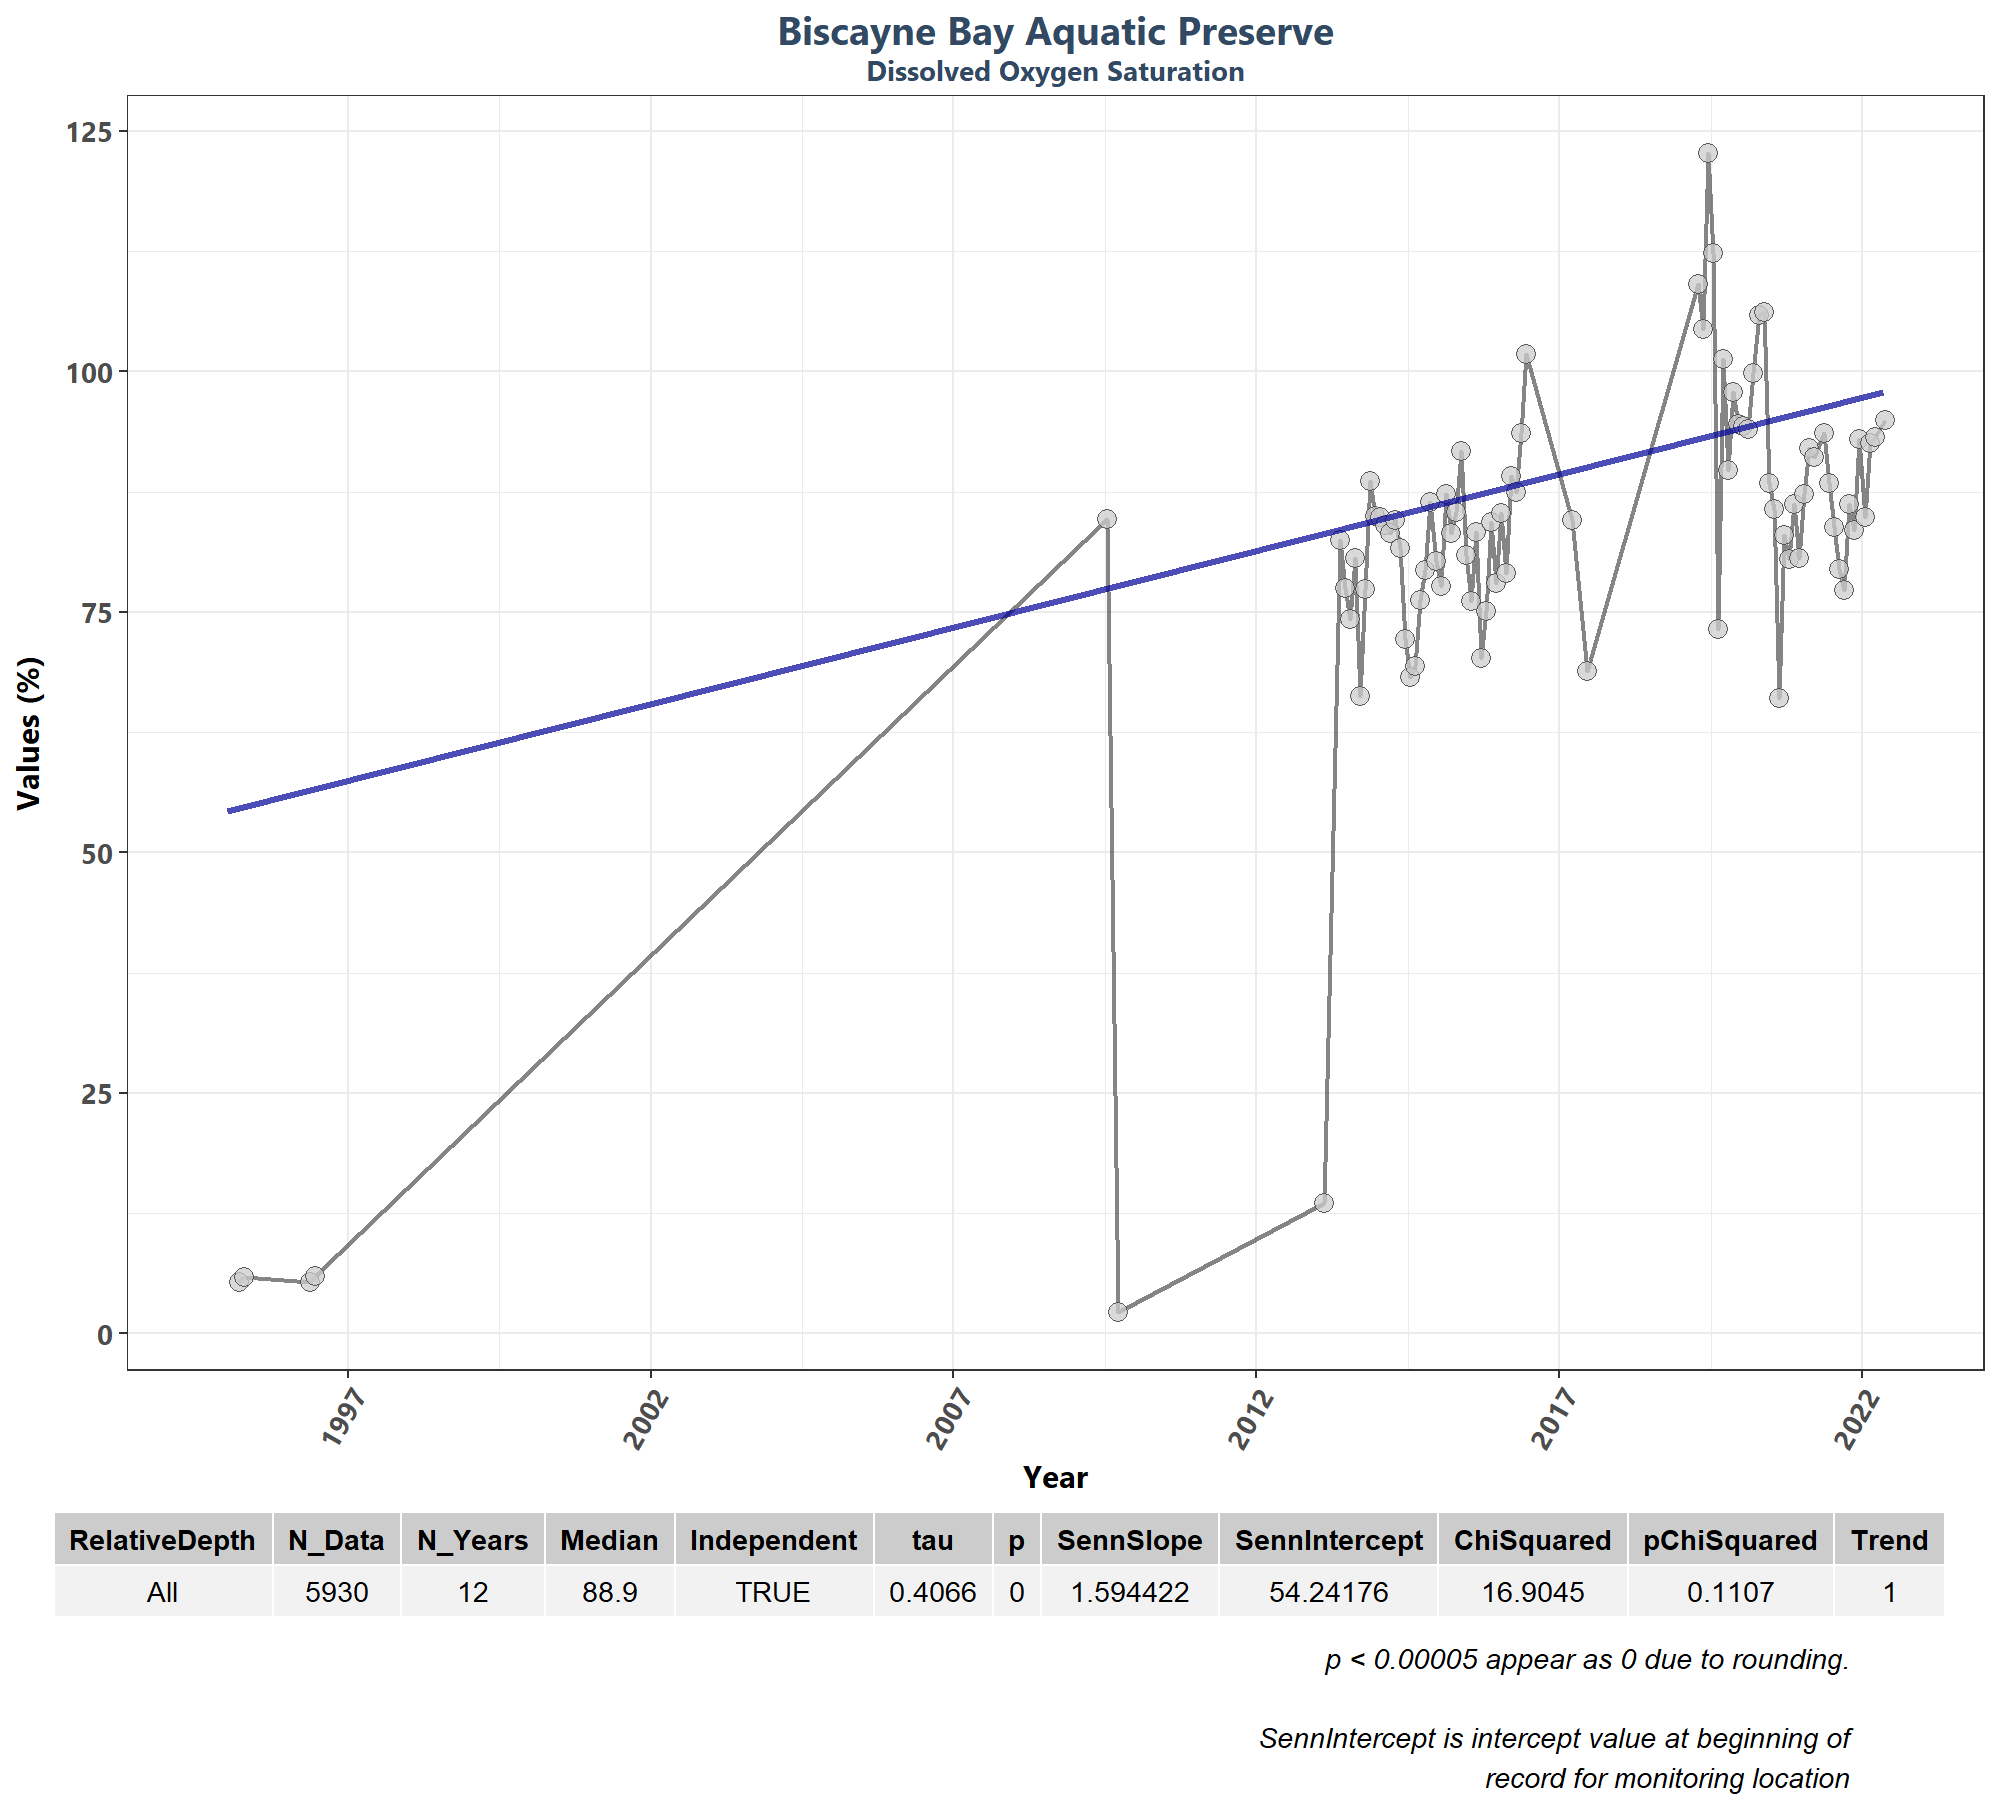 Biscayne Bay Aquatic Preserve
Dissolved Oxygen Saturation
Values (%)
125
100
75
50
25
0
1997 2002 2007 2012 2017 2022
Year
RelativeDepth N_Data N_Years Median Independent tau p SennSlope SennIntercept ChiSquared pChiSquared Trend
All 5930 12 88.9 TRUE 0.4066 0 1.594422 54.24176 16.9045 0.1107 1
p < 0.00005 appear as 0 due to rounding.
SennIntercept is intercept value at beginning of
record for monitoring location